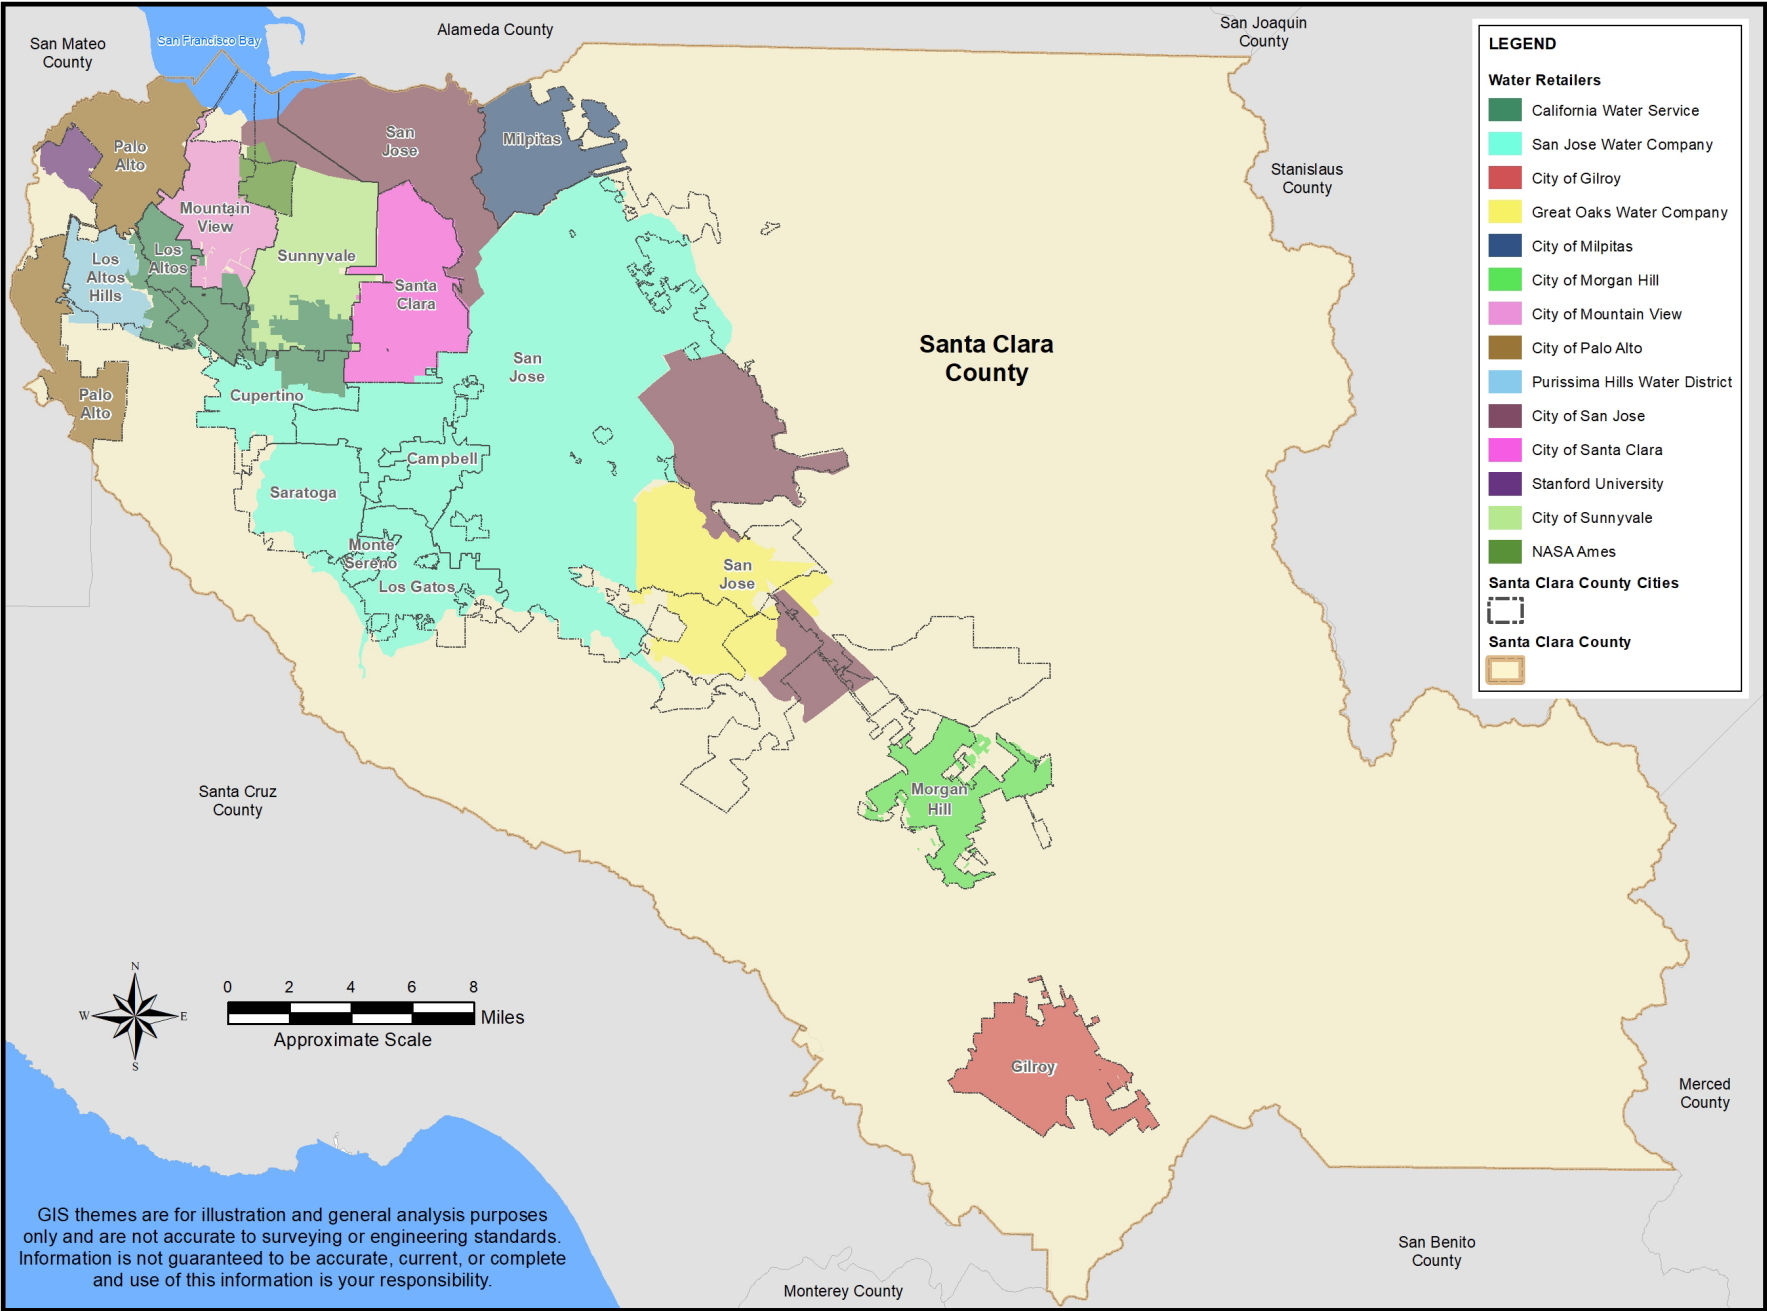 San Mateo
County
San Francisco Bay
Alameda County
San Joaquin
County
Stanislaus
County
Palo
Alto
San
Jose
Milpitas
Mountain
View
Los
Altos
Los
Altos
Hills
Sunnyvale
Santa
Clara
San
Jose
Santa Clara
County
Palo
Alto
Cupertino
Campbell
Saratoga
Monte
Sereno
Los Gatos
San
Jose
Morgan
Hill
Gilroy
Santa Cruz
County
Merced
County
San Benito
County
Monterey County
N
W
E
S
0 2 4 6 8
Miles
Approximate Scale
GIS themes are for illustration and general analysis purposes
only and are not accurate to surveying or engineering standards.
Information is not guaranteed to be accurate, current, or complete
and use of this information is your responsibility.
LEGEND
Water Retailers
California Water Service
San Jose Water Company
City of Gilroy
Great Oaks Water Company
City of Milpitas
City of Morgan Hill
City of Mountain View
City of Palo Alto
Purissima Hills Water District
City of San Jose
City of Santa Clara
Stanford University
City of Sunnyvale
NASA Ames
Santa Clara County Cities
Santa Clara County